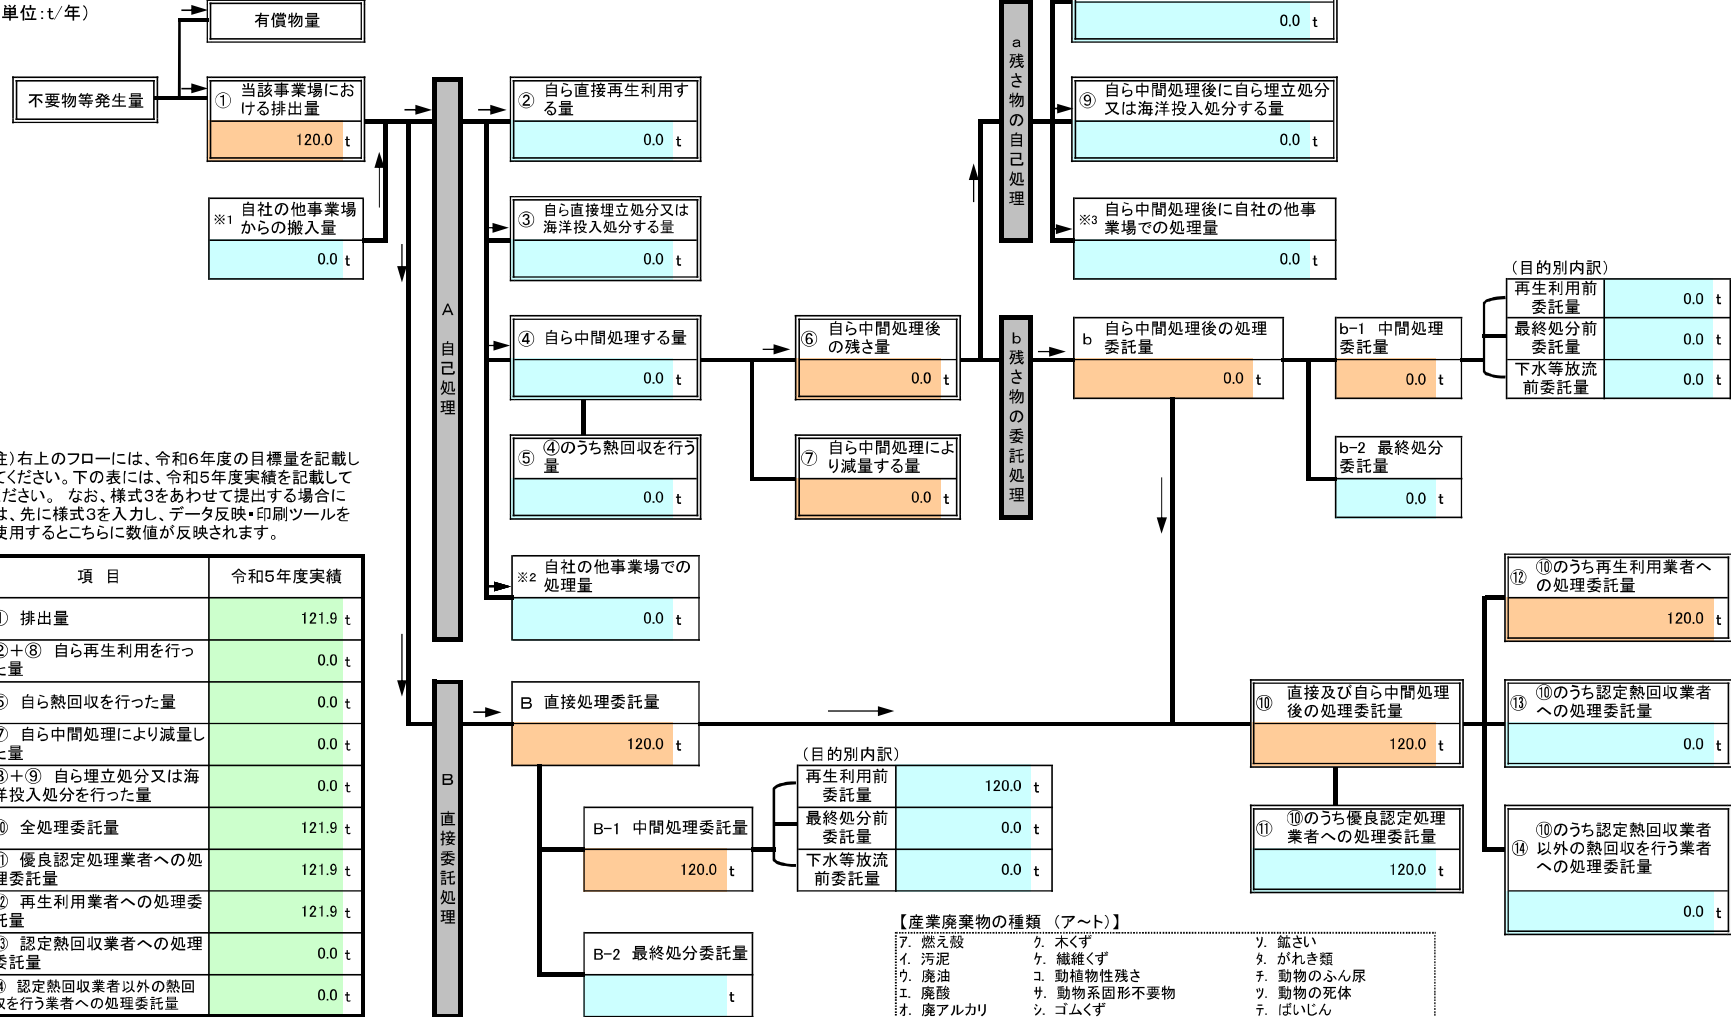 単位:t/年)
有償物量
不要物等発生量
① 当該事業場にお
ける排出量
120.0 t
※1 自社の他事業場
からの搬入量
0.0 t
A 自己処理
② 自ら直接再生利用す
る量
0.0 t
③ 自ら直接埋立処分又は
海洋投入処分する量
0.0 t
④ 自ら中間処理する量
0.0 t
⑤ ④のうち熱回収を行う
量
0.0 t
※2 自社の他事業場での
処理量
0.0 t
⑥ 自ら中間処理後
の残さ量
0.0 t
⑦ 自ら中間処理によ
り減量する量
0.0 t
a 残さ物の自己処理
0.0 t
⑨ 自ら中間処理後に自ら埋立処分
又は海洋投入処分する量
0.0 t
※3 自ら中間処理後に自社の他事
業場での処理量
0.0 t
b 残さ物の委託処理
b 自ら中間処理後の処理
委託量
0.0 t
b-1 中間処理
委託量
0.0 t
b-2 最終処分
委託量
0.0 t
(目的別内訳)
再生利用前
委託量 0.0 t
最終処分前
委託量 0.0 t
下水等放流
前委託量 0.0 t
注)右上のフローには、令和6年度の目標量を記載し
てください。下の表には、令和5年度実績を記載して
ください。 なお、様式3をあわせて提出する場合に
は、先に様式3を入力し、データ反映・印刷ツールを
使用するとこちらに数値が反映されます。
項 目 令和5年度実績
① 排出量 121.9 t
②+⑧ 自ら再生利用を行っ
た量 0.0 t
⑤ 自ら熱回収を行った量 0.0 t
⑦ 自ら中間処理により減量し
た量 0.0 t
③+⑨ 自ら埋立処分又は海
洋投入処分を行った量 0.0 t
⑩ 全処理委託量 121.9 t
⑪ 優良認定処理業者への処
理委託量 121.9 t
⑫ 再生利用業者への処理委
託量 121.9 t
⑬ 認定熱回収業者への処理
委託量 0.0 t
⑭ 認定熱回収業者以外の熱回
収を行う業者への処理委託量 0.0 t
B 直接委託処理
B 直接処理委託量
120.0 t
B-1 中間処理委託量
120.0 t
B-2 最終処分委託量
t
(目的別内訳)
再生利用前
委託量 120.0 t
最終処分前
委託量 0.0 t
下水等放流
前委託量 0.0 t
⑩ 直接及び自ら中間処理
後の処理委託量
120.0 t
⑪ ⑩のうち優良認定処理
業者への処理委託量
120.0 t
⑫ ⑩のうち再生利用業者へ
の処理委託量
120.0 t
⑬ ⑩のうち認定熱回収業者
への処理委託量
0.0 t
⑭ ⑩のうち認定熱回収業者
以外の熱回収を行う業者
への処理委託量
0.0 t
【産業廃棄物の種類 (ア~ト)】
ア. 燃え殻 ク. 木くず ソ. 鉱さい
イ. 汚泥 ケ. 繊維くず タ. がれき類
ウ. 廃油 コ. 動植物性残さ チ. 動物のふん尿
エ. 廃酸 サ. 動物系固形不要物 ツ. 動物の死体
オ. 廃アルカリ シ. ゴムくず テ. ばいじん